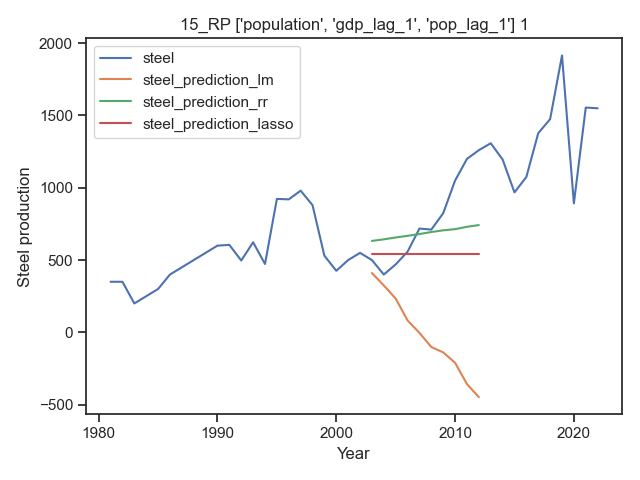 15_RP ['population', 'gdp_lag_1', 'pop_lag_1'] 1
steel
steel_prediction_lm
steel_prediction_rr
steel_prediction_lasso
Steel production
2000
1500
1000
500
0
−500
1980
1990
2000
2010
2020
Year